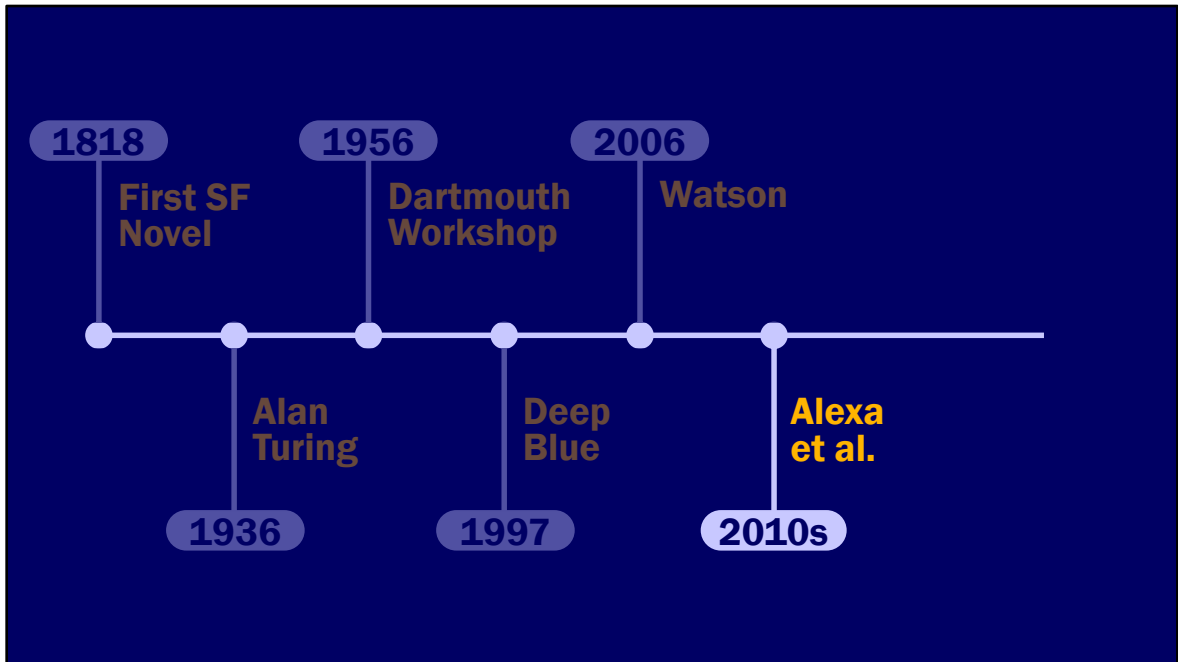 1818
First SF
Novel
1956
Dartmouth
Workshop
2006
Watson
Alan
Turing
1936
Deep
Blue
1997
Alexa
et al.
2010s